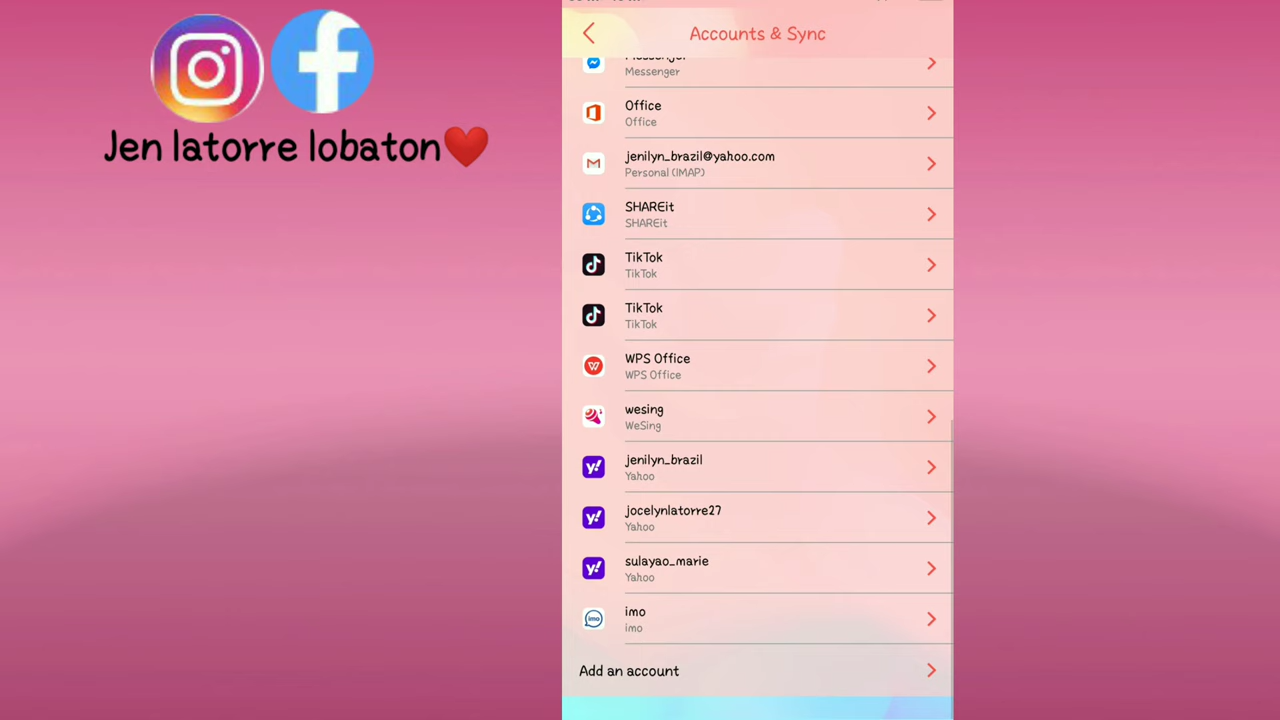 Jen latorre lobaton
Accounts & Sync
Messenger
Messenger
Office
Office
jenilyn_brazil@yahoo.com
Personal (IMAP)
SHAREit
SHAREit
TikTok
TikTok
TikTok
TikTok
WPS Office
WPS Office
wesing
WeSing
jenilyn_brazil
Yahoo
jocelynlatorre27
Yahoo
sulayao_marie
Yahoo
imo
imo
Add an account